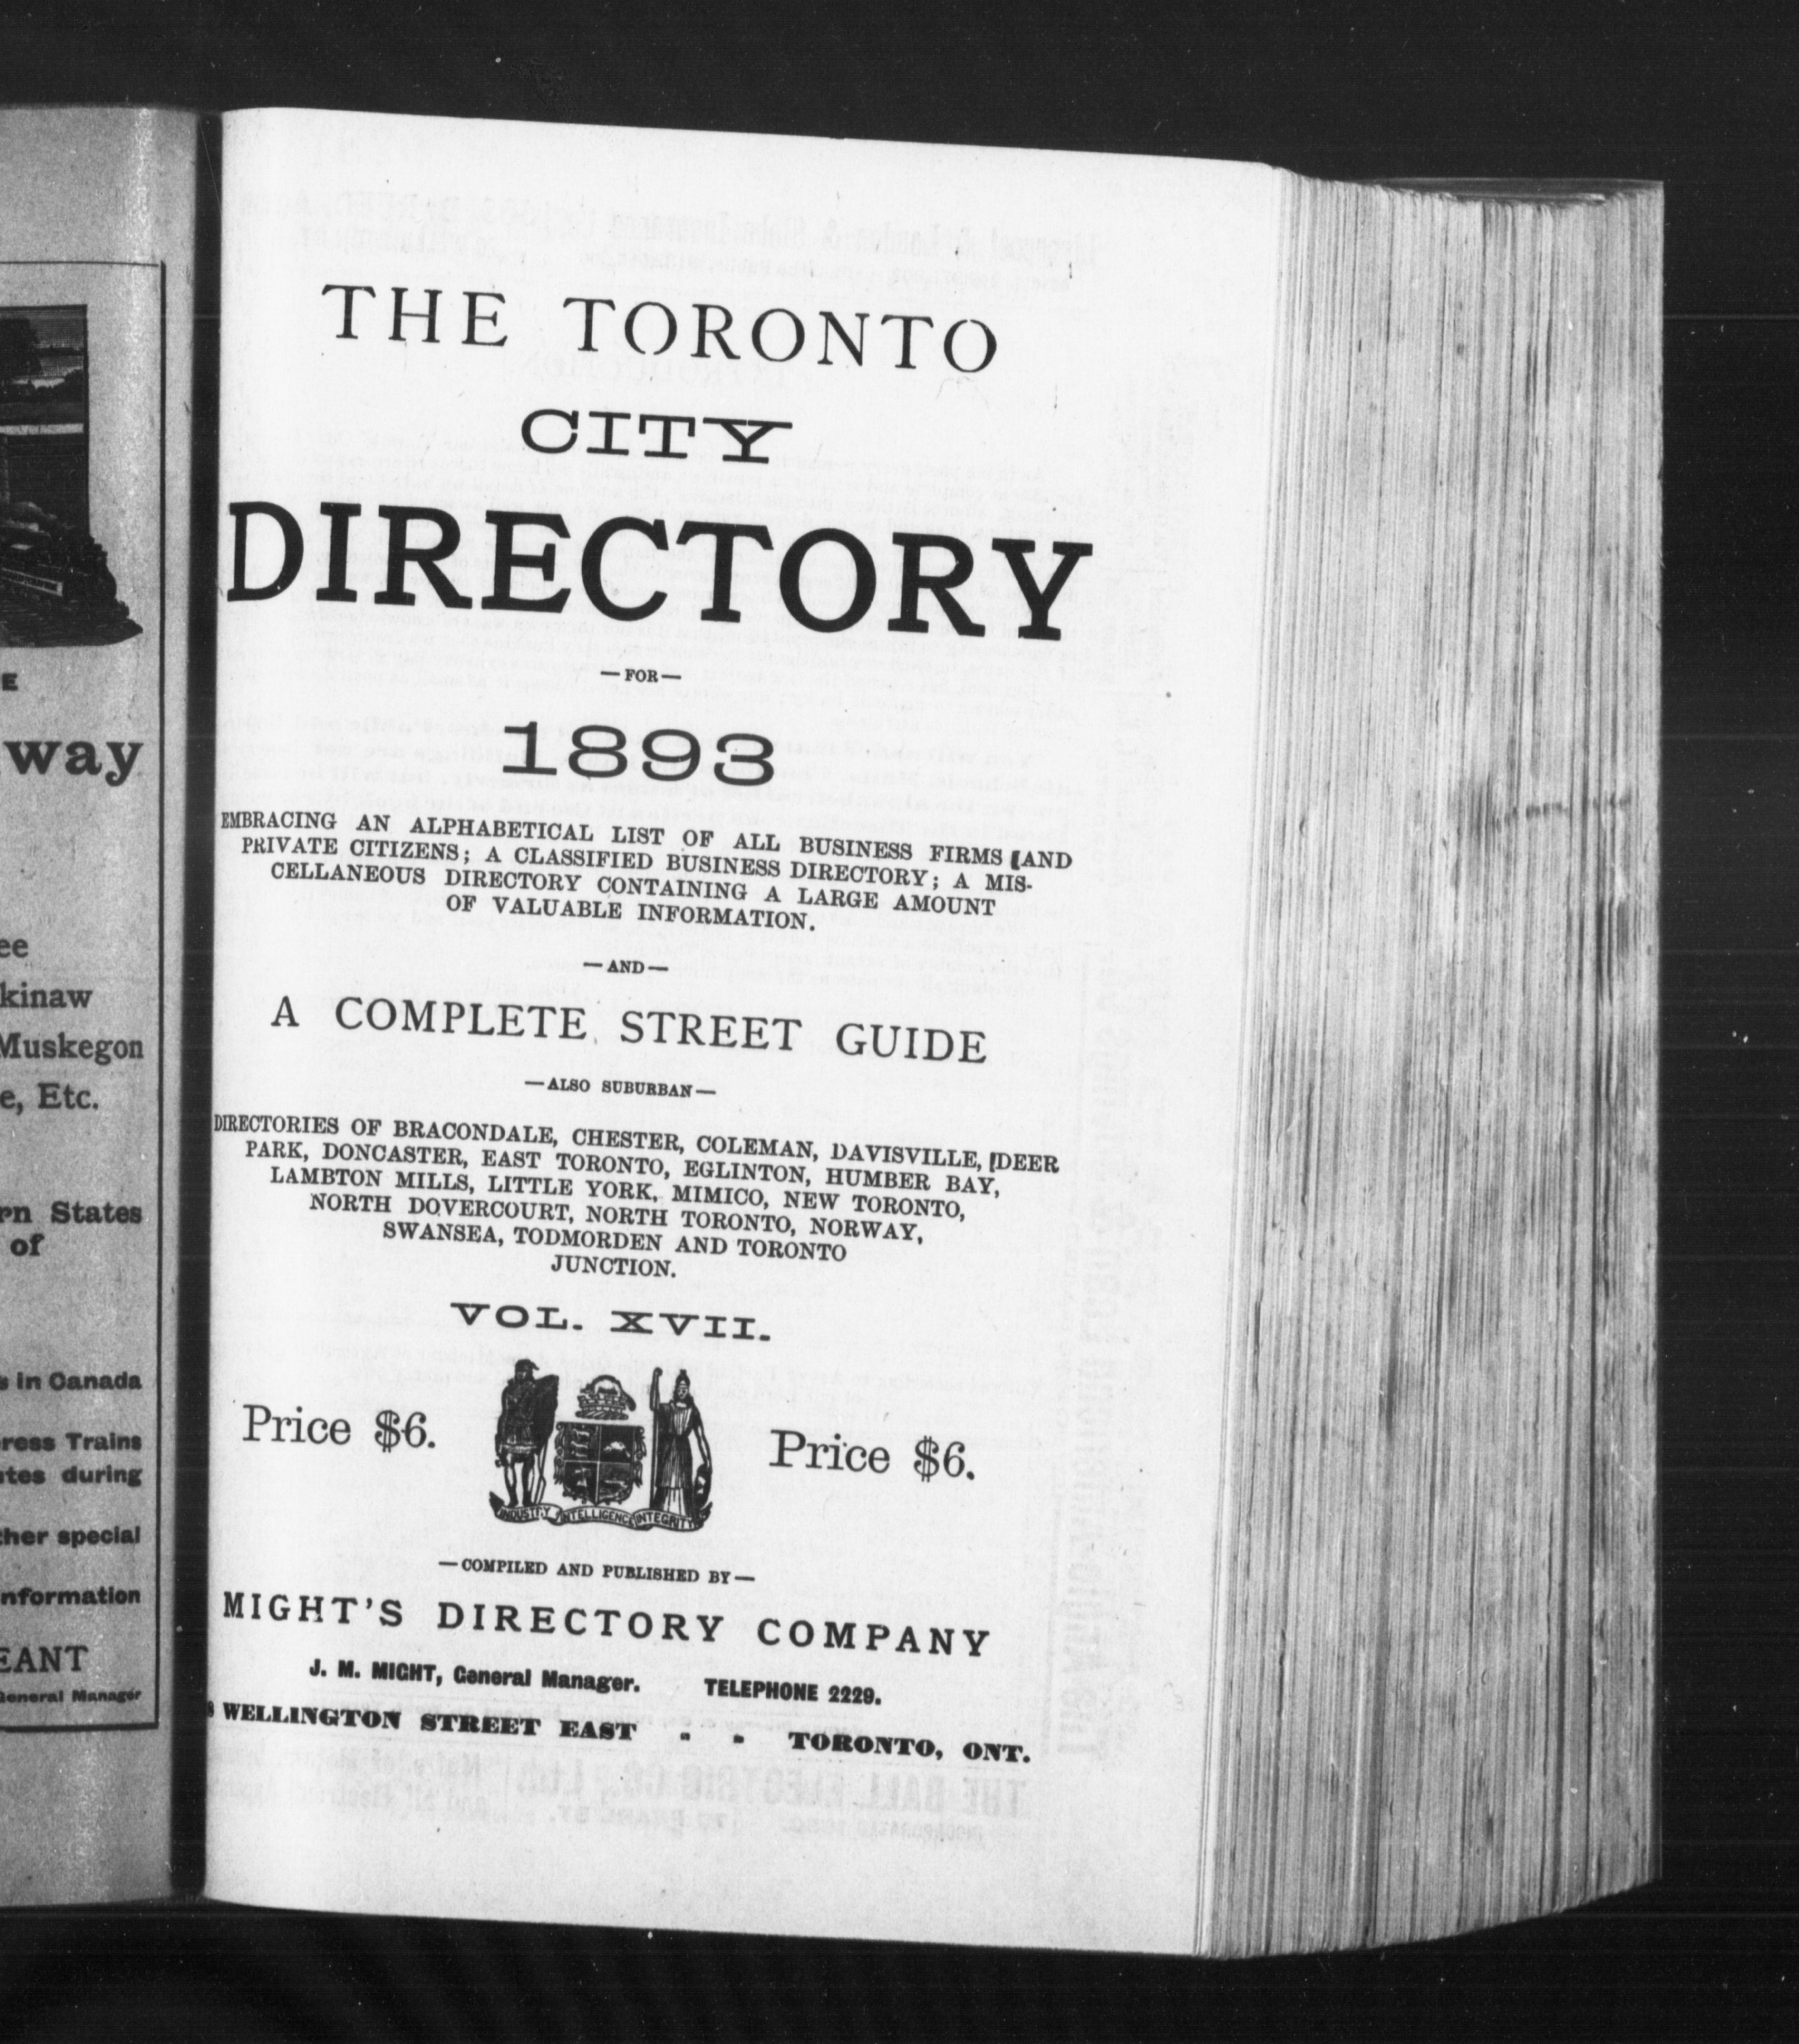 E
way
ee
kinaw
Muskegon
e, Etc.
rn States
of
s in Canada
ress Trains
utes during
ther special
nformation
EANT
General Manager
THE TORONTO
CITY
DIRECTORY
—FOR—
1893
EMBRACING AN ALPHABETICAL LIST OF ALL BUSINESS FIRMS [AND
PRIVATE CITIZENS; A CLASSIFIED BUSINESS DIRECTORY; A MIS-
CELLANEOUS DIRECTORY CONTAINING A LARGE AMOUNT
OF VALUABLE INFORMATION.
—AND—
A COMPLETE STREET GUIDE
—ALSO SUBURBAN—
DIRECTORIES OF BRACONDALE, CHESTER, COLEMAN, DAVISVILLE, [DEER
PARK, DONCASTER, EAST TORONTO, EGLINTON, HUMBER BAY,
LAMBTON MILLS, LITTLE YORK, MIMICO, NEW TORONTO,
NORTH DOVERCOURT, NORTH TORONTO, NORWAY,
SWANSEA, TODMORDEN AND TORONTO
JUNCTION.
VOL. XVII.
Price $6. Price $6.
INDUSTRY INTELLIGENCE INTEGRITY
—COMPILED AND PUBLISHED BY—
MIGHT'S DIRECTORY COMPANY
J. M. MIGHT, General Manager. TELEPHONE 2229.
8 WELLINGTON STREET EAST - - TORONTO, ONT.